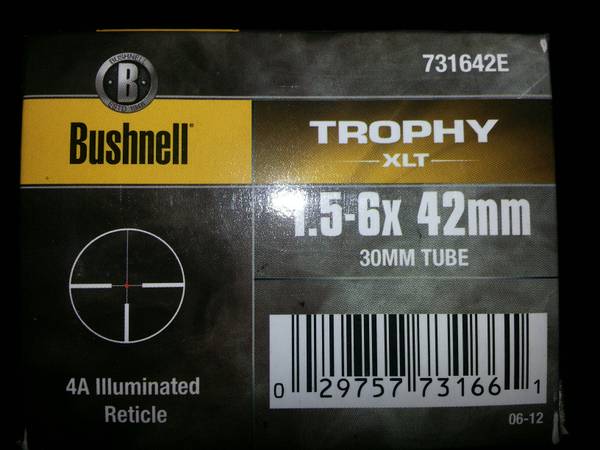 731642E
BUSHNELL
B
Bushnell®
TROPHY
XLT
1.5-6x 42mm
30MM TUBE
4A Illuminated
Reticle
0 29757 73166 1
06-12